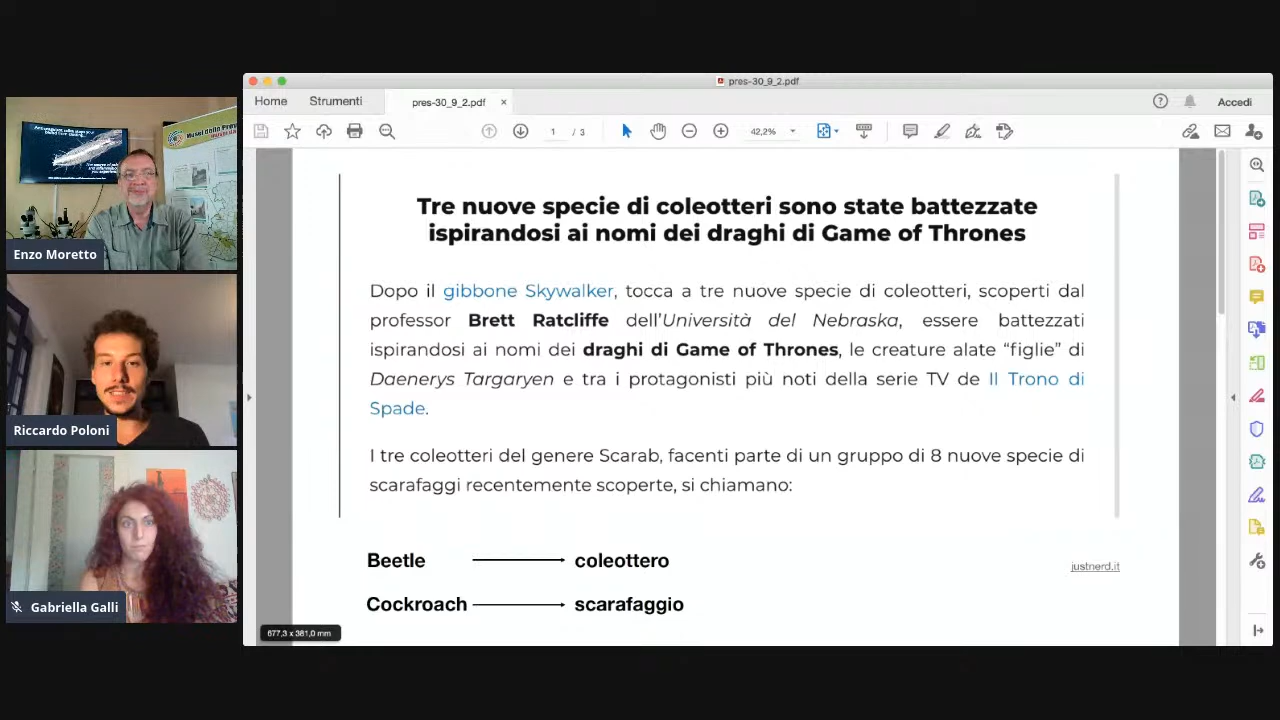 pres-30_9_2.pdf
Home
Strumenti
pres-30_9_2.pdf
Accedi
1 / 3
42,2%
Tre nuove specie di coleotteri sono state battezzate
ispirandosi ai nomi dei draghi di Game of Thrones
Dopo il gibbone Skywalker, tocca a tre nuove specie di coleotteri, scoperti dal
professor Brett Ratcliffe dell'Università del Nebraska, essere battezzati
ispirandosi ai nomi dei draghi di Game of Thrones, le creature alate “figlie” di
Daenerys Targaryen e tra i protagonisti più noti della serie TV de Il Trono di
Spade.
I tre coleotteri del genere Scarab, facenti parte di un gruppo di 8 nuove specie di
scarafaggi recentemente scoperte, si chiamano:
Beetle coleottero
justnerd.it
Cockroach scarafaggio
677,3 x 381,0 mm
Enzo Moretto
Riccardo Poloni
Gabriella Galli